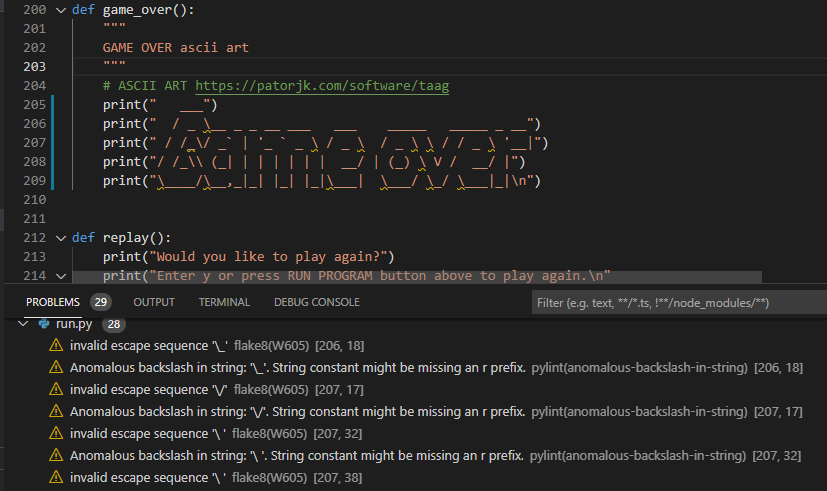 200 def game_over():
201 """
202 GAME OVER ascii art
203 """
204 # ASCII ART https://patorjk.com/software/taag
205 print("   ___")
206 print("  / _ \__ _ _ __ ___   ___    _____   _____ _ __")
207 print(" / /_\/ _` | '_ ` _ \ / _ \  / _ \ \ / / _ \ '__|")
208 print("/ /_\\ (_| | | | | | |  __/ | (_) \ V /  __/ |")
209 print("\____/\__,_|_| |_| |_|\___|  \___/ \_/ \___|_|\n")
210
211
212 def replay():
213 print("Would you like to play again?")
214 print("Enter y or press RUN PROGRAM button above to play again.\n"
PROBLEMS 29 OUTPUT TERMINAL DEBUG CONSOLE Filter (e.g. text, **/*.ts, !**/node_modules/**)
run.py 28
invalid escape sequence '\_' flake8(W605) [206, 18]
Anomalous backslash in string: '\_'. String constant might be missing an r prefix. pylint(anomalous-backslash-in-string) [206, 18]
invalid escape sequence '\/' flake8(W605) [207, 17]
Anomalous backslash in string: '\/'. String constant might be missing an r prefix. pylint(anomalous-backslash-in-string) [207, 17]
invalid escape sequence '\ ' flake8(W605) [207, 32]
Anomalous backslash in string: '\ '. String constant might be missing an r prefix. pylint(anomalous-backslash-in-string) [207, 32]
invalid escape sequence '\ ' flake8(W605) [207, 38]